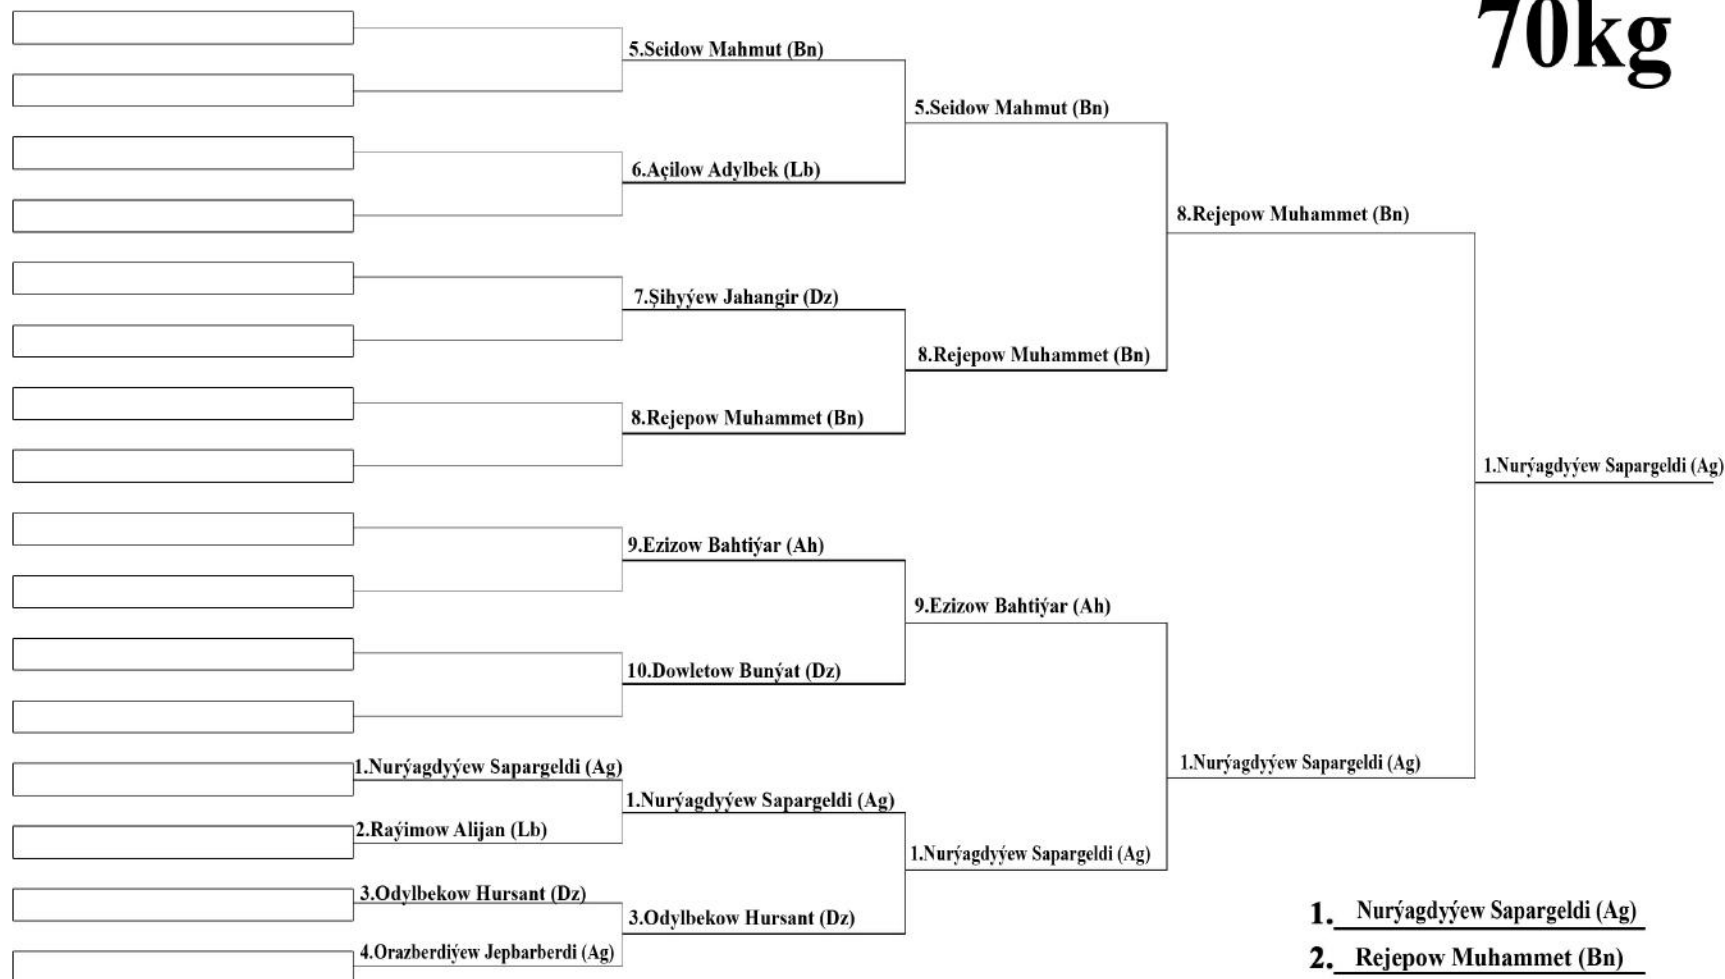 70kg
5.Seidow Mahmut (Bn)
5.Seidow Mahmut (Bn)
6.Açilow Adylbek (Lb)
8.Rejepow Muhammet (Bn)
7.Şihyýew Jahangir (Dz)
8.Rejepow Muhammet (Bn)
8.Rejepow Muhammet (Bn)
1.Nurýagdyýew Sapargeldi (Ag)
9.Ezizow Bahtiýar (Ah)
9.Ezizow Bahtiýar (Ah)
10.Dowletow Bunýat (Dz)
1.Nurýagdyýew Sapargeldi (Ag)
1.Nurýagdyýew Sapargeldi (Ag)
1.Nurýagdyýew Sapargeldi (Ag)
2.Raýimow Alijan (Lb)
1.Nurýagdyýew Sapargeldi (Ag)
3.Odylbekow Hursant (Dz)
3.Odylbekow Hursant (Dz)
4.Orazberdiýew Jepbarberdi (Ag)
1. Nurýagdyýew Sapargeldi (Ag)
2. Rejepow Muhammet (Bn)